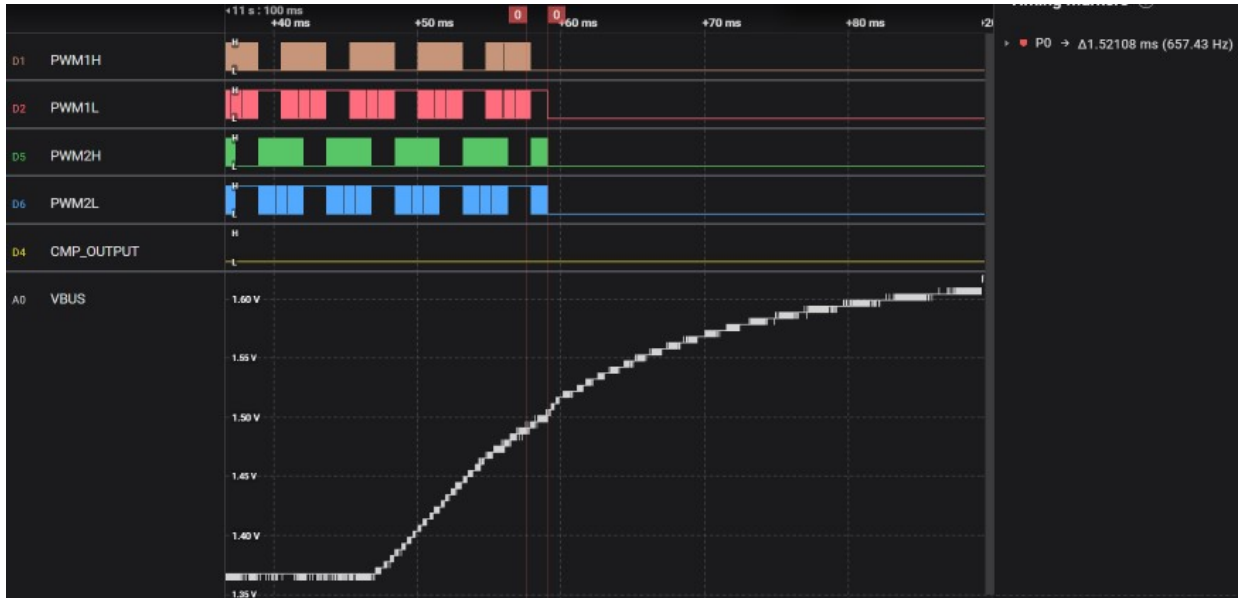 11 s : 100 ms
+40 ms +50 ms 0 0 +60 ms +70 ms +80 ms
P0 → Δ1.52108 ms (657.43 Hz)
D1 PWM1H H L
D2 PWM1L H L
D5 PWM2H H L
D6 PWM2L H L
D4 CMP_OUTPUT H L
A0 VBUS
1.60 V
1.55 V
1.50 V
1.45 V
1.40 V
1.35 V